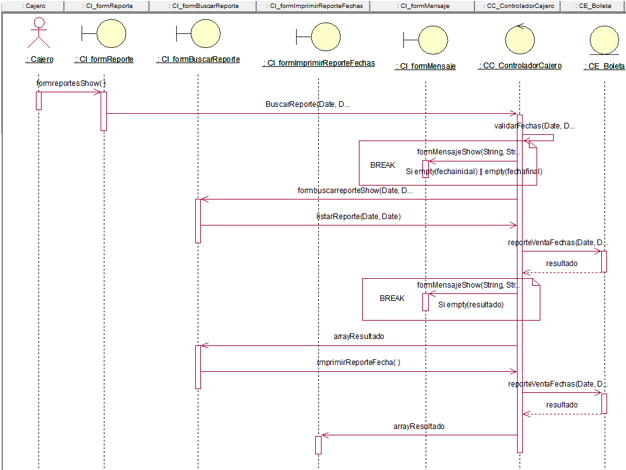 : Cajero
: CI_formReporte
: CI_formBuscarReporte
: CI_formImprimirReporteFechas
: CI_formMensaje
: CC_ControladorCajero
: CE_Boleta
: Cajero
: CI_formReporte
: CI_formBuscarReporte
: CI_formImprimirReporteFechas
: CI_formMensaje
: CC_ControladorCajero
: CE_Boleta
formreportesShow( )
BuscarReporte(Date, D...
validarFechas(Date, D...
formMensajeShow(String, Str...
BREAK
Si empty(fechainicial) || empty(fechafinal)
formbuscarreporteShow(Date, D...
listarReporte(Date, Date)
reporteVentaFechas(Date, D...
resultado
formMensajeShow(String, Str...
BREAK
Si empty(resultado)
arrayResultado
imprimirReporteFecha( )
reporteVentaFechas(Date, D...
resultado
arrayResultado